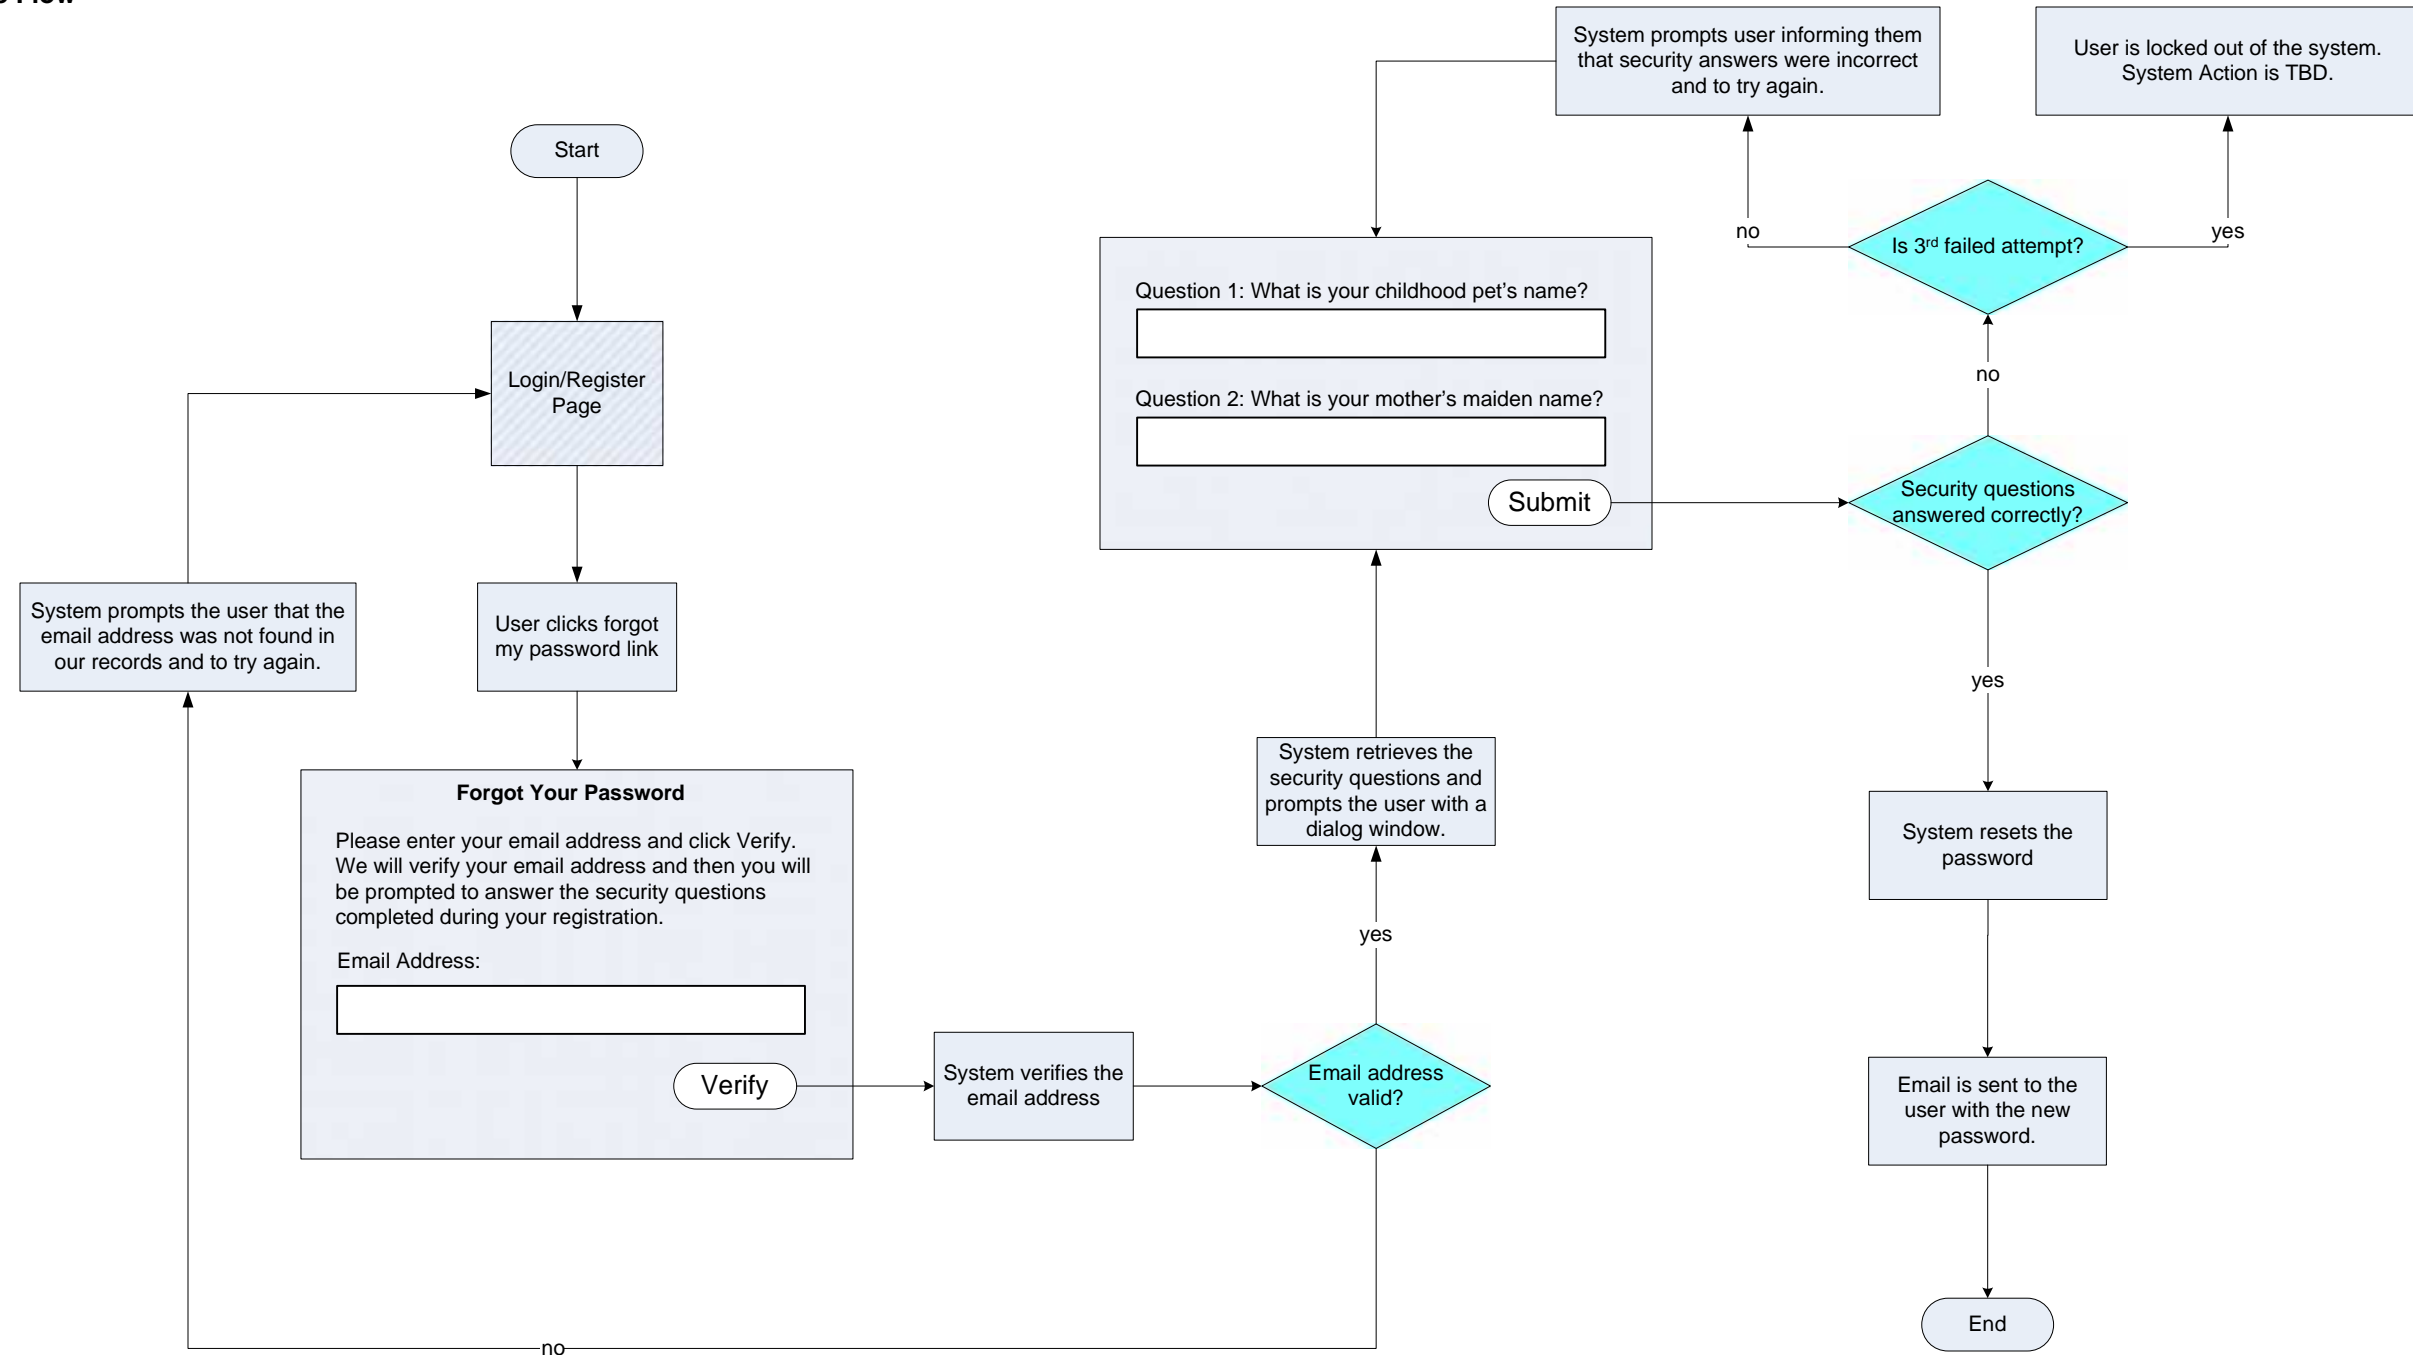 Start
Login/Register
Page
System prompts the user that the
email address was not found in
our records and to try again.
User clicks forgot
my password link
Forgot Your Password
Please enter your email address and click Verify.
We will verify your email address and then you will
be prompted to answer the security questions
completed during your registration.
Email Address:
Verify
System verifies the
email address
Email address
valid?
no
yes
System retrieves the
security questions and
prompts the user with a
dialog window.
Question 1: What is your childhood pet's name?
Question 2: What is your mother's maiden name?
Submit
Security questions
answered correctly?
no
Is 3rd failed attempt?
no
System prompts user informing them
that security answers were incorrect
and to try again.
yes
User is locked out of the system.
System Action is TBD.
yes
System resets the
password
Email is sent to the
user with the new
password.
End